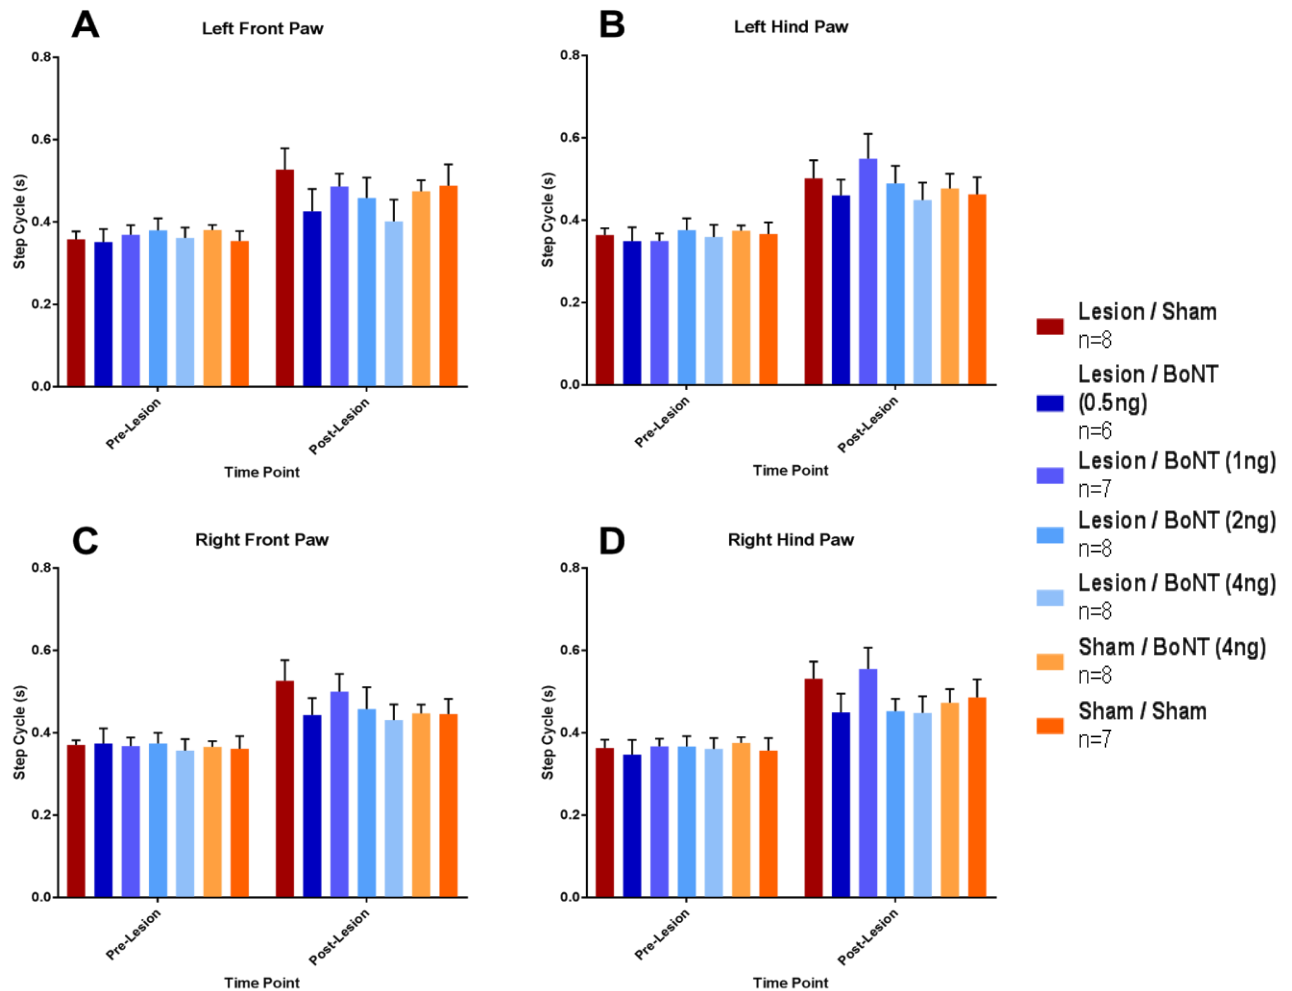 A
Left Front Paw
0.8
0.6
0.4
0.2
0.0
Step Cycle (s)
Pre-Lesion
Post-Lesion
Time Point
B
Left Hind Paw
0.8
0.6
0.4
0.2
0.0
Step Cycle (s)
Pre-Lesion
Post-Lesion
Time Point
C
Right Front Paw
0.8
0.6
0.4
0.2
0.0
Step Cycle (s)
Pre-Lesion
Post-Lesion
Time Point
D
Right Hind Paw
0.8
0.6
0.4
0.2
0.0
Step Cycle (s)
Pre-Lesion
Post-Lesion
Time Point
Lesion / Sham
n=8
Lesion / BoNT
(0.5ng)
n=6
Lesion / BoNT (1ng)
n=7
Lesion / BoNT (2ng)
n=8
Lesion / BoNT (4ng)
n=8
Sham / BoNT (4ng)
n=8
Sham / Sham
n=7